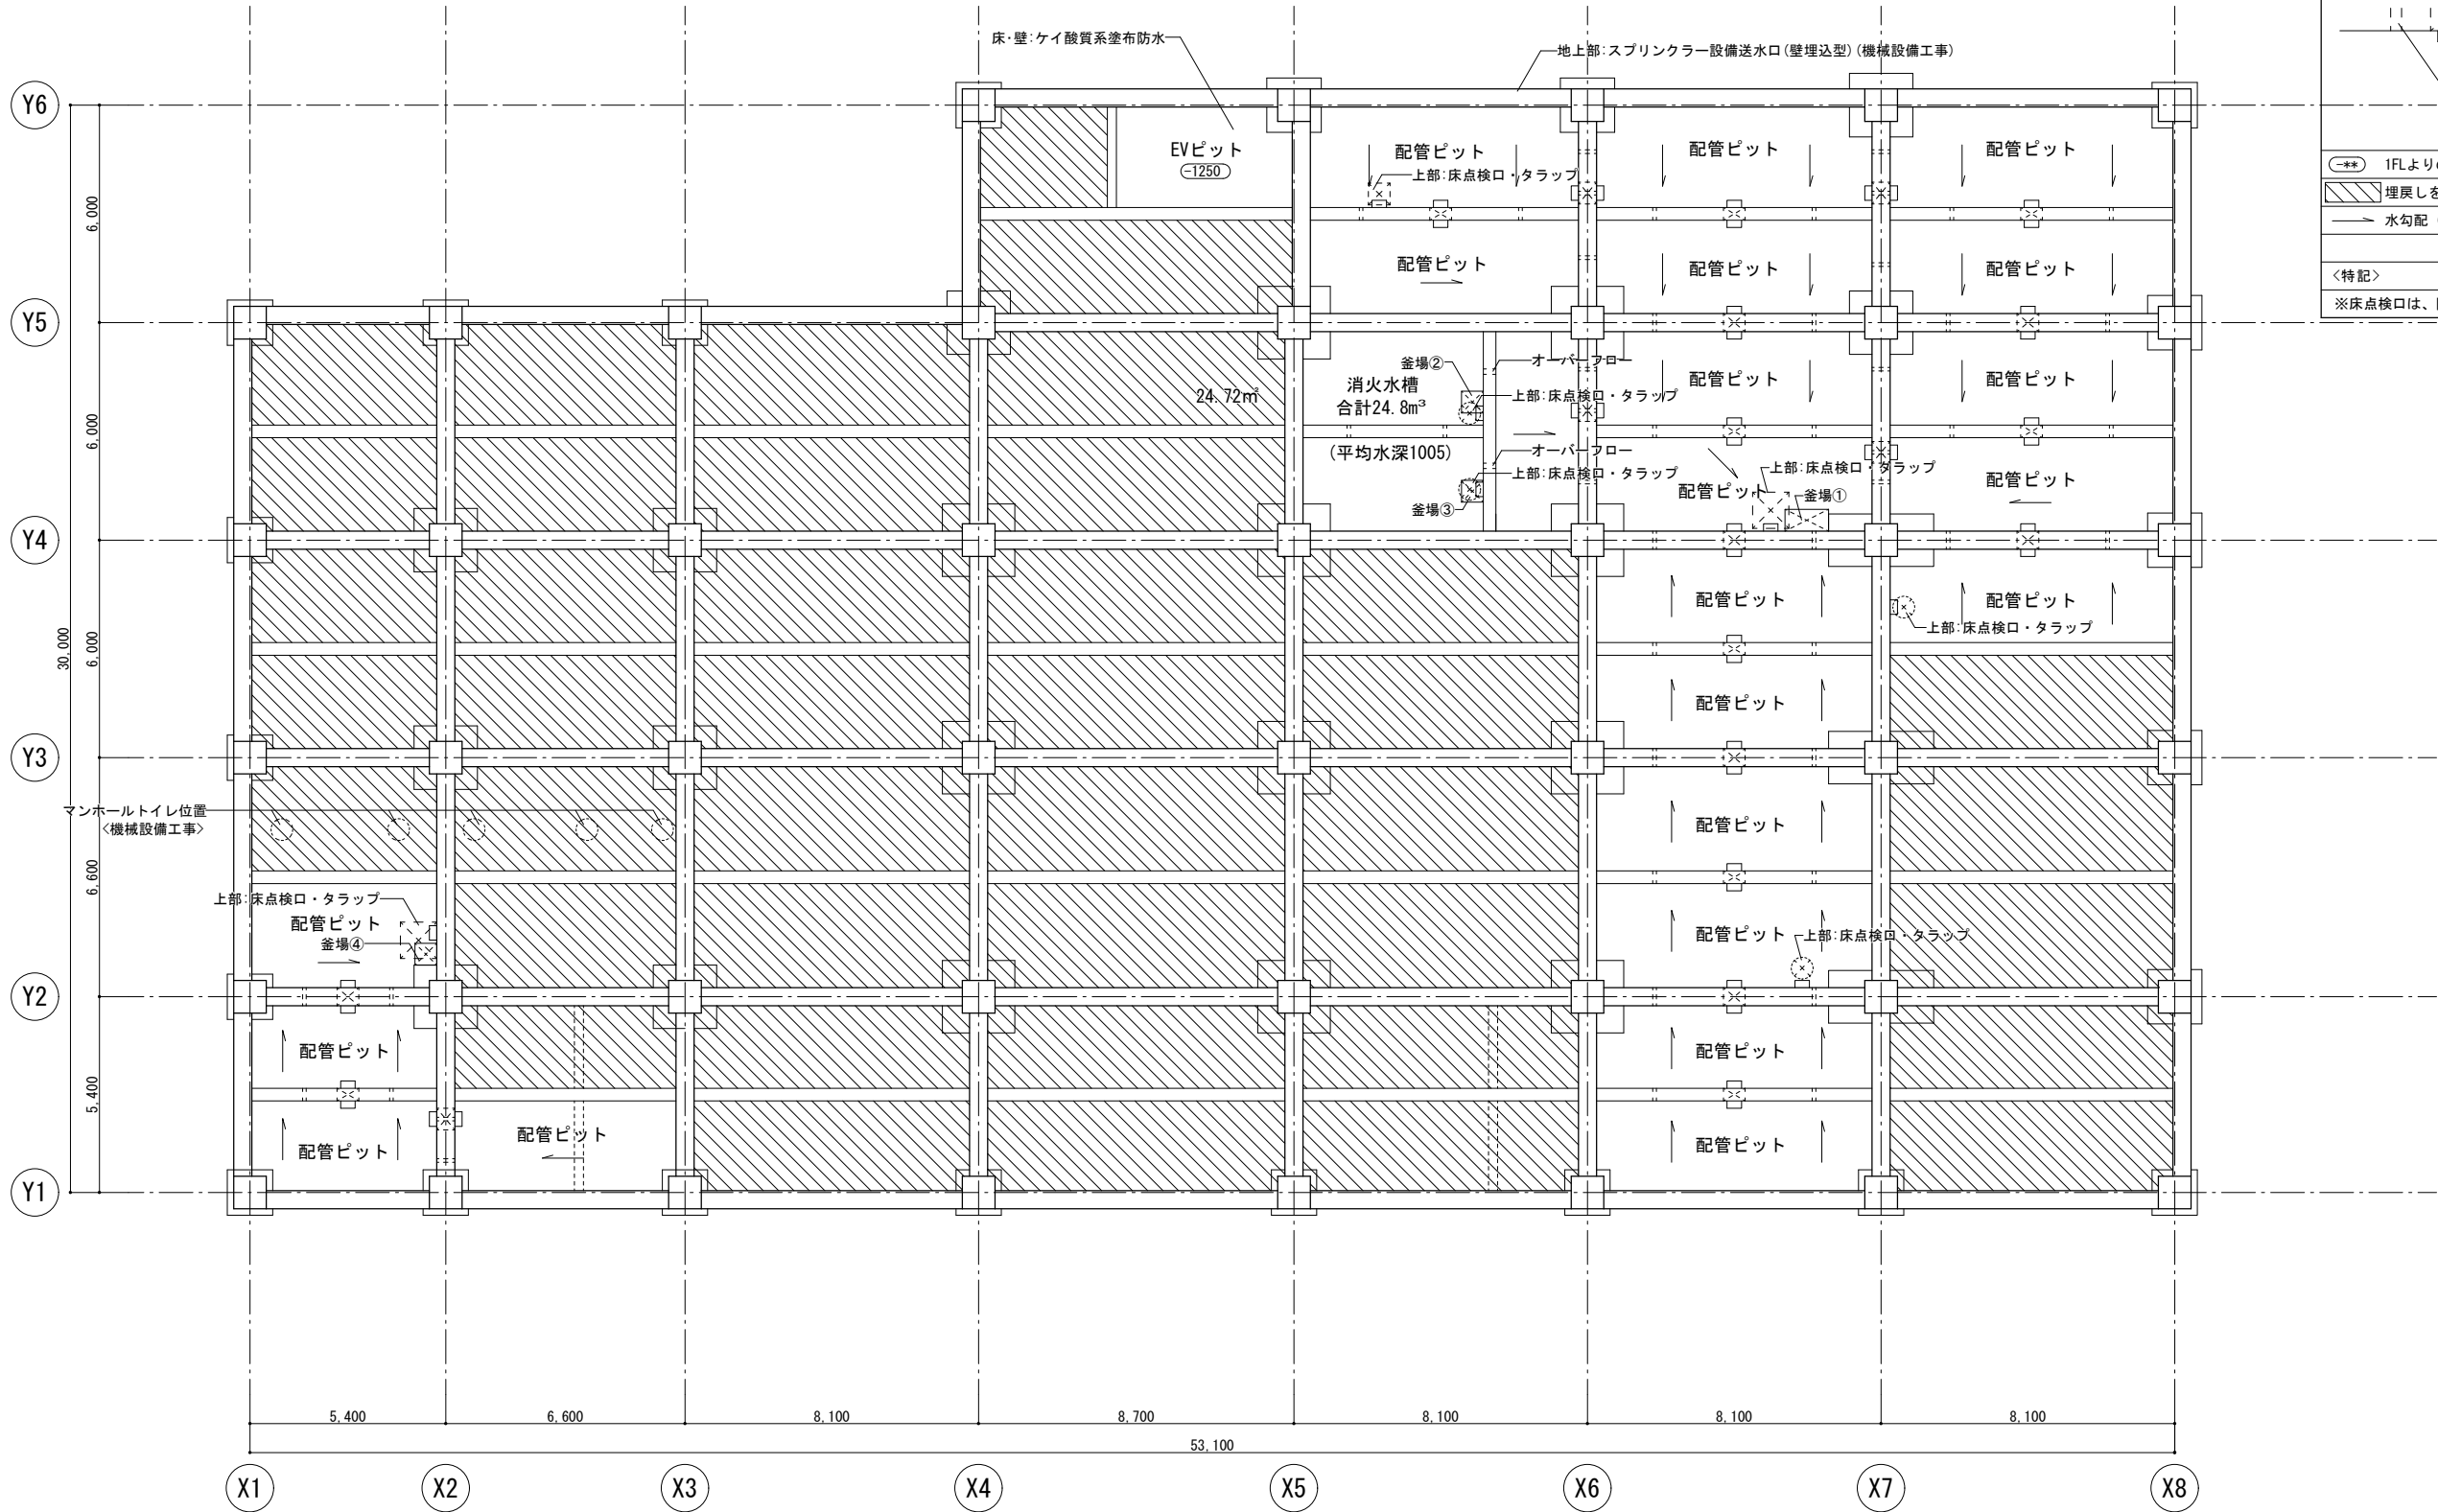 床・壁:ケイ酸質系塗布防水
地上部:スプリンクラー設備送水口(壁埋込型)(機械設備工事)
Y6
EVピット
-1250
配管ピット
配管ピット
配管ピット
上部:床点検口・タラップ
-**
1FLより
埋戻しを
水勾配
<特記>
※床点検口は、
6,000
配管ピット
配管ピット
配管ピット
Y5
釜場②
オーバーフロー
24.72㎡
消火水槽
合計24.8m³
上部:床点検口・タラップ
配管ピット
配管ピット
6,000
(平均水深1005)
オーバーフロー
上部:床点検口・タラップ
釜場③
上部:床点検口・タラップ
配管ピット
釜場①
配管ピット
Y4
配管ピット
配管ピット
上部:床点検口・タラップ
30,000
6,000
配管ピット
Y3
マンホールトイレ位置
<機械設備工事>
配管ピット
6,600
上部:床点検口・タラップ
配管ピット
釜場④
配管ピット
上部:床点検口・タラップ
Y2
配管ピット
配管ピット
5,400
配管ピット
配管ピット
配管ピット
Y1
5,400
6,600
8,100
8,700
8,100
8,100
8,100
53,100
X1
X2
X3
X4
X5
X6
X7
X8